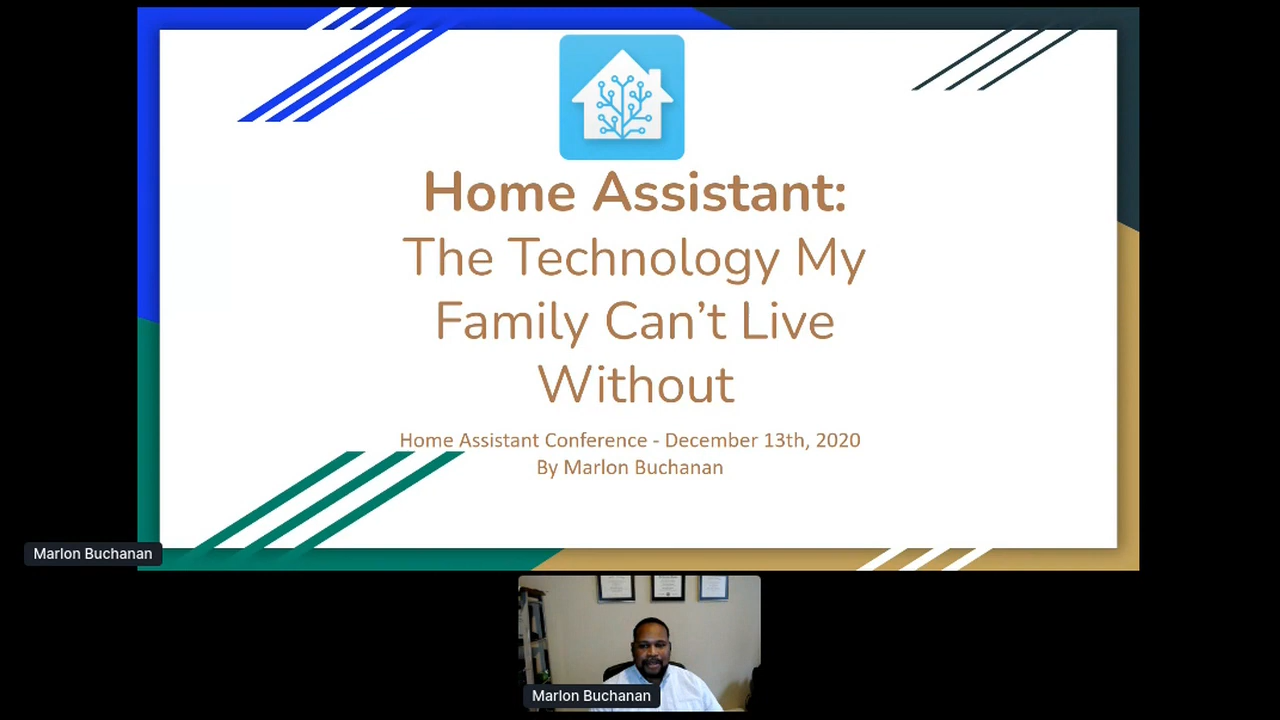 Home Assistant:
The Technology My
Family Can’t Live
Without
Home Assistant Conference - December 13th, 2020
By Marlon Buchanan
Marlon Buchanan
Marlon Buchanan